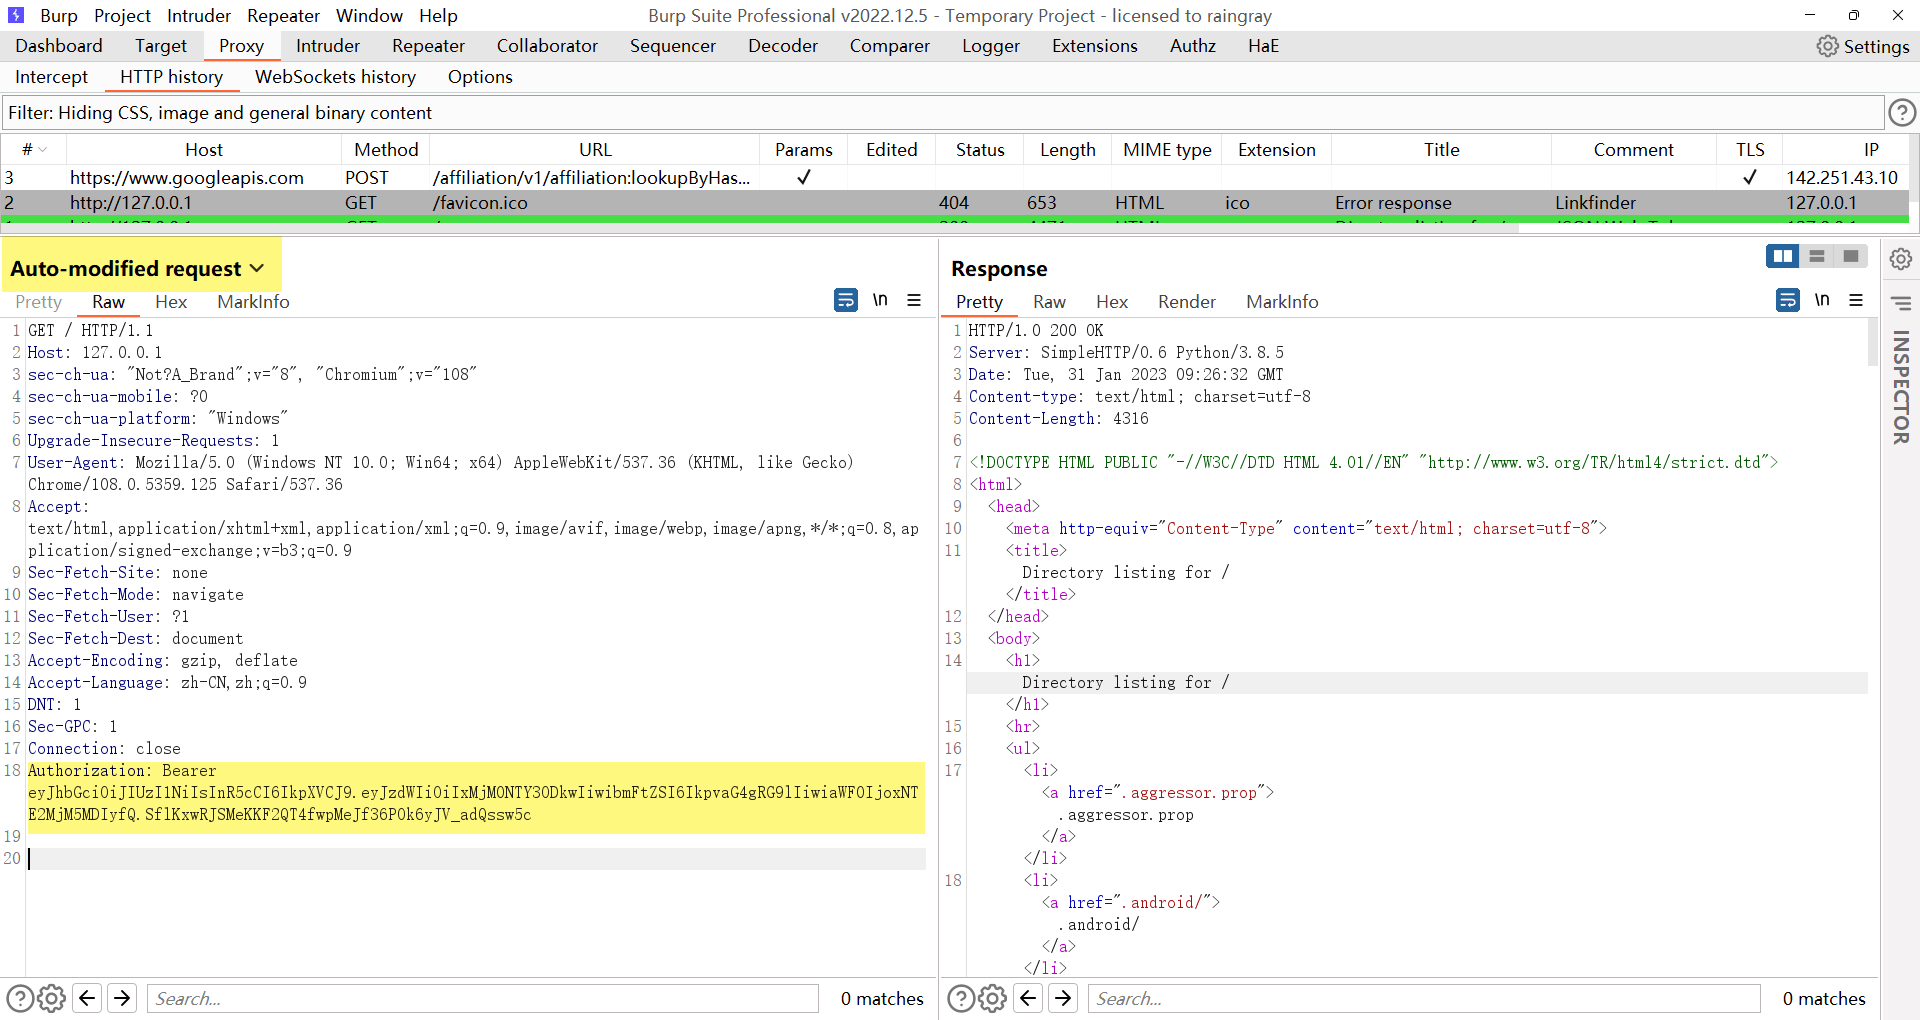 Burp Project Intruder Repeater Window Help Burp Suite Professional v2022.12.5 - Temporary Project - licensed to raingray
Dashboard Target Proxy Intruder Repeater Collaborator Sequencer Decoder Comparer Logger Extensions Authz HaE Settings
Intercept HTTP history WebSockets history Options
Filter: Hiding CSS, image and general binary content
# Host Method URL Params Edited Status Length MIME type Extension Title Comment TLS IP
3 https://www.googleapis.com POST /affiliation/v1/affiliation:lookupByHas... ✓ ✓ 142.251.43.10
2 http://127.0.0.1 GET /favicon.ico 404 653 HTML ico Error response Linkfinder 127.0.0.1
Auto-modified request
Pretty Raw Hex MarkInfo \n
1 GET / HTTP/1.1
2 Host: 127.0.0.1
3 sec-ch-ua: "Not?A_Brand";v="8", "Chromium";v="108"
4 sec-ch-ua-mobile: ?0
5 sec-ch-ua-platform: "Windows"
6 Upgrade-Insecure-Requests: 1
7 User-Agent: Mozilla/5.0 (Windows NT 10.0; Win64; x64) AppleWebKit/537.36 (KHTML, like Gecko)
Chrome/108.0.5359.125 Safari/537.36
8 Accept:
text/html,application/xhtml+xml,application/xml;q=0.9,image/avif,image/webp,image/apng,*/*;q=0.8,ap
plication/signed-exchange;v=b3;q=0.9
9 Sec-Fetch-Site: none
10 Sec-Fetch-Mode: navigate
11 Sec-Fetch-User: ?1
12 Sec-Fetch-Dest: document
13 Accept-Encoding: gzip, deflate
14 Accept-Language: zh-CN,zh;q=0.9
15 DNT: 1
16 Sec-GPC: 1
17 Connection: close
18 Authorization: Bearer
eyJhbGciOiJIUzI1NiIsInR5cCI6IkpXVCJ9.eyJzdWIiOiIxMjM0NTY3ODkwIiwibmFtZSI6IkpvaG4gRG9lIiwiaWF0IjoxNT
E2MjM5MDIyfQ.SflKxwRJSMeKKF2QT4fwpMeJf36POk6yJV_adQssw5c
19
20
Search... 0 matches
Response
Pretty Raw Hex Render MarkInfo \n
1 HTTP/1.0 200 OK
2 Server: SimpleHTTP/0.6 Python/3.8.5
3 Date: Tue, 31 Jan 2023 09:26:32 GMT
4 Content-type: text/html; charset=utf-8
5 Content-Length: 4316
6
7 <!DOCTYPE HTML PUBLIC "-//W3C//DTD HTML 4.01//EN" "http://www.w3.org/TR/html4/strict.dtd">
8 <html>
9 <head>
10 <meta http-equiv="Content-Type" content="text/html; charset=utf-8">
11 <title>
Directory listing for /
</title>
12 </head>
13 <body>
14 <h1>
Directory listing for /
</h1>
15 <hr>
16 <ul>
17 <li>
<a href=".aggressor.prop">
.aggressor.prop
</a>
</li>
18 <li>
<a href=".android/">
.android/
</a>
</li>
Search... 0 matches
INSPECTOR